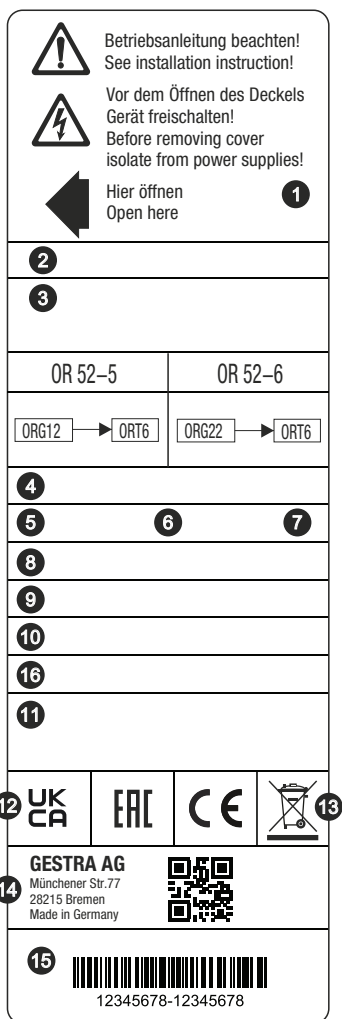 Betriebsanleitung beachten!
See installation instruction!
Vor dem Öffnen des Deckels
Gerät freischalten!
Before removing cover
isolate from power supplies!
Hier öffnen
Open here
1
2
3
OR 52–5
OR 52–6
ORG12
ORT6
ORG22
ORT6
4
5
6
7
8
9
10
16
11
12
UK
CA
EAC
CE
13
GESTRA AG
14
Münchener Str.77
28215 Bremen
Made in Germany
15
12345678-12345678